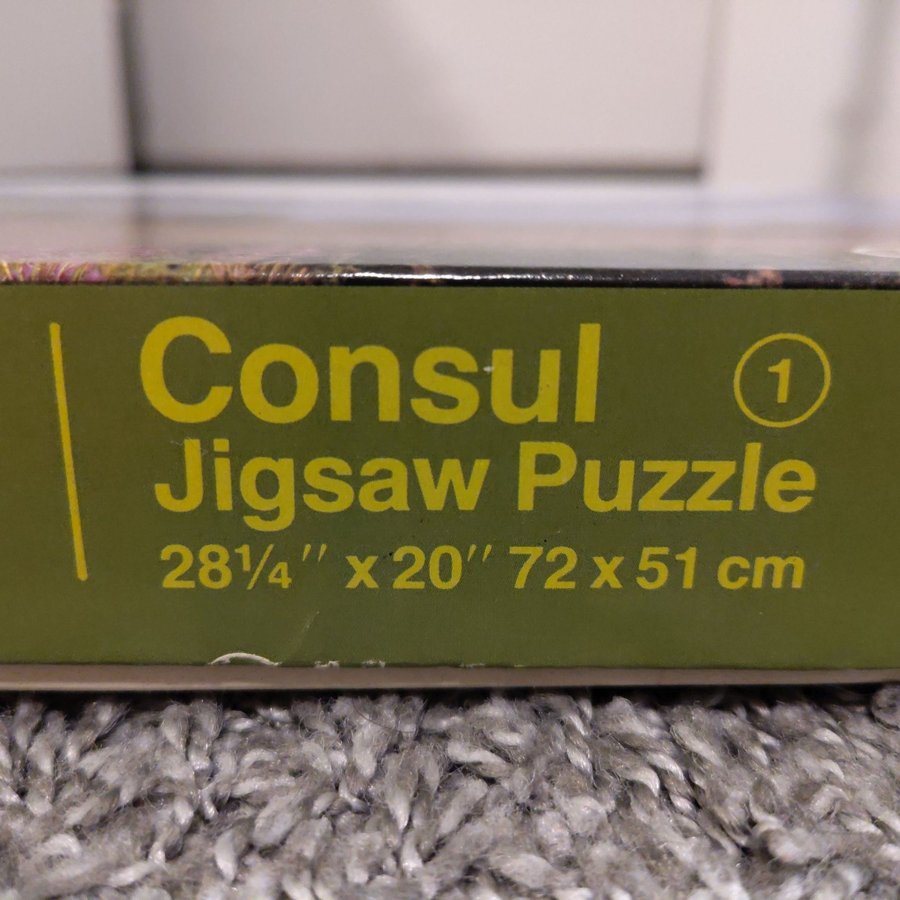 Consul ①
Jigsaw Puzzle
28¼″ x 20″ 72 x 51 cm